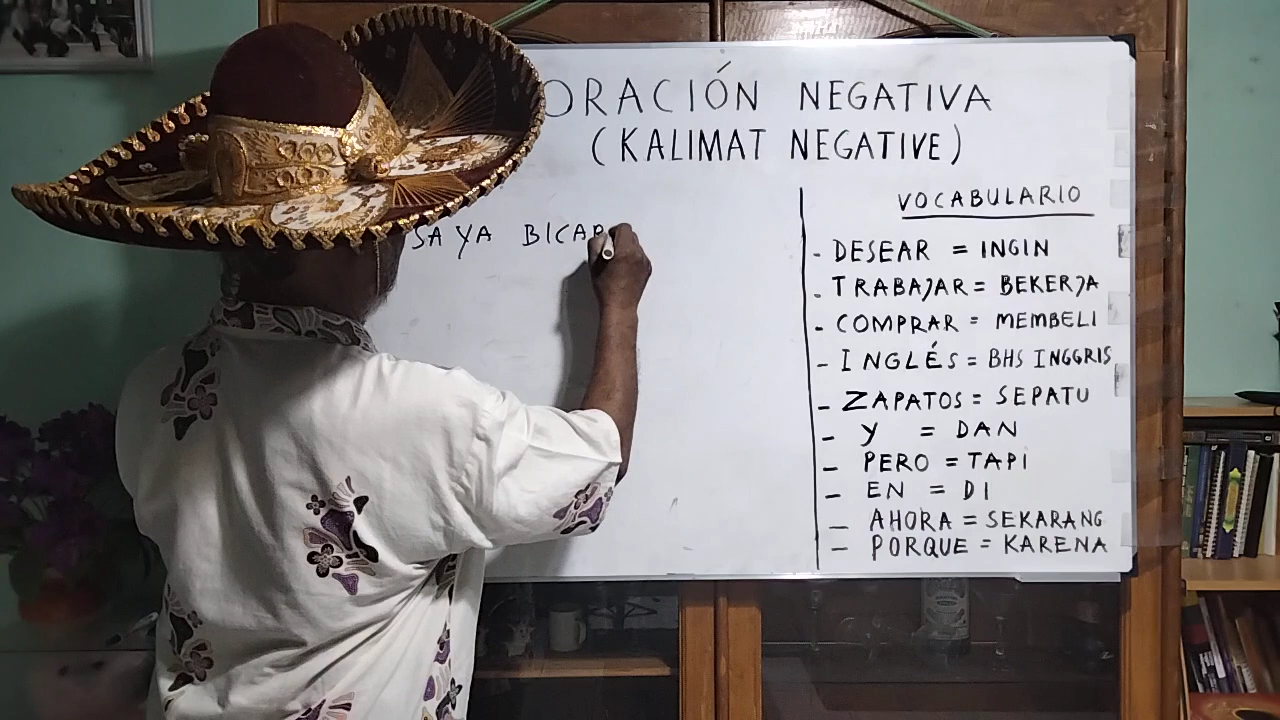 ORACIÓN NEGATIVA
(KALIMAT NEGATIVE)
SAYA BICAR
VOCABULARIO
- DESEAR = INGIN
- TRABAJAR = BEKERJA
- COMPRAR = MEMBELI
- INGLÉS = BHS INGGRIS
- ZAPATOS = SEPATU
- Y = DAN
- PERO = TAPI
- EN = DI
- AHORA = SEKARANG
- PORQUE = KARENA